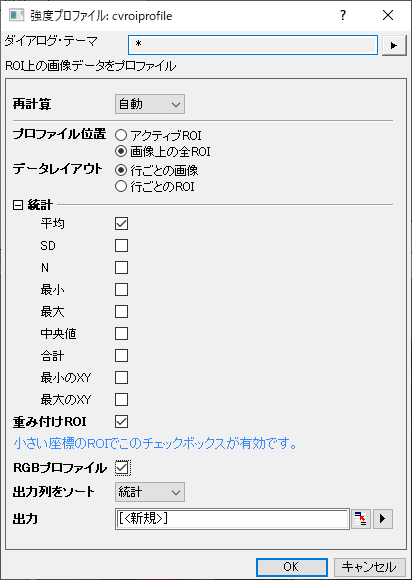 強度プロファイル: cvroiprofile
ダイアログ・テーマ *
ROI上の画像データをプロファイル
再計算 自動
プロファイル位置 アクティブROI
画像上の全ROI
データレイアウト 行ごとの画像
行ごとのROI
統計
平均
SD
N
最小
最大
中央値
合計
最小のXY
最大のXY
重み付けROI
小さい座標のROIでこのチェックボックスが有効です。
RGBプロファイル
出力列をソート 統計
出力 [<新規>]
OK キャンセル